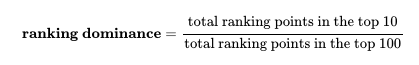 ranking dominance = total ranking points in the top 10
total ranking points in the top 100